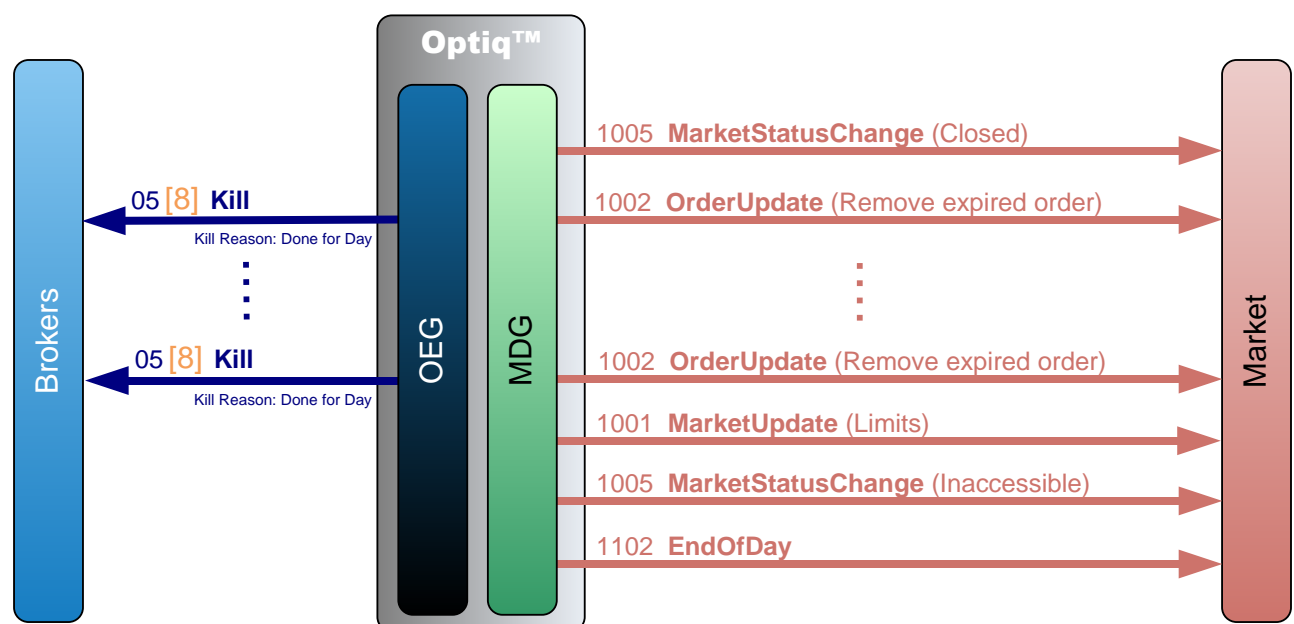 Optiq™
1005 MarketStatusChange (Closed)
05 [8] Kill
1002 OrderUpdate (Remove expired order)
Kill Reason: Done for Day
Brokers
OEG
MDG
Market
05 [8] Kill
1002 OrderUpdate (Remove expired order)
Kill Reason: Done for Day
1001 MarketUpdate (Limits)
1005 MarketStatusChange (Inaccessible)
1102 EndOfDay